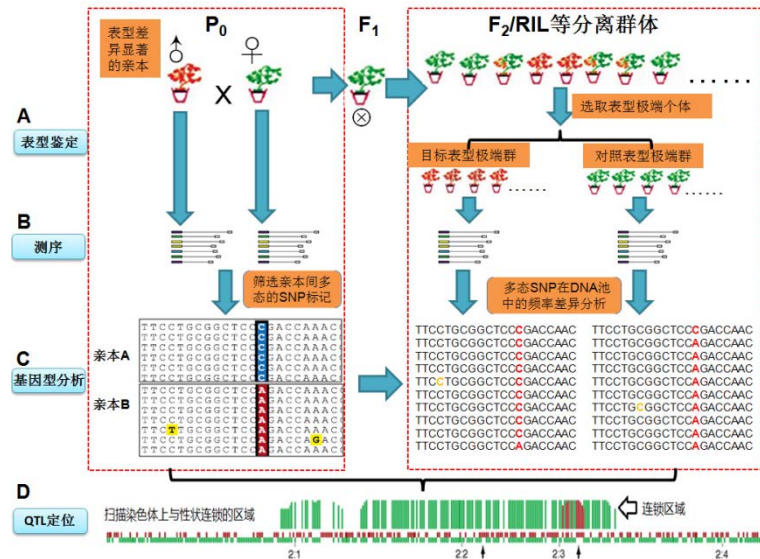 P0
F1
F2/RIL等分离群体
表型差
异显著
的亲本
♂
♀
X
⊗
......
选取表型极端个体
A
表型鉴定
目标表型极端群
对照表型极端群
......
......
B
测序
筛选亲本间多
态的SNP标记
多态SNP在DNA池
中的频率差异分析
C
基因型分析
亲本A
TTCCTGCGGCTCCCGACCAAAC
TTCCTGCGGCTCCCGACCAAAC
TTCCTGCGGCTCCCGACCAAAC
TTCCTGCGGCTCCCGACCAAAC
TTCCTGCGGCTCCCGACCAAAC
亲本B
TTCCTGCGGCTCCAGACCAAAC
TTCCTGCGGCTCCAGACCAAAC
TTCCTGCGGCTCCAGACCAAAC
TTCTTGCGGCTCCAGACCAAAC
TTCCTGCGGCTCCAGACCAGAC
TTCCTGCGGCTCCAGACCAAAC
TTCCTGCGGCTCCCGACCAAC TTCCTGCGGCTCCCGACCAAC
TTCCTGCGGCTCCCGACCAAC TTCCTGCGGCTCCAGACCAAC
TTCCTGCGGCTCCCGACCAAC TTCCTGCGGCTCCAGACCAAC
TTCCTGCGGCTCCCGACCAAC TTCCTGCGGCTCCAGACCAAC
TTCCTGCGGCTCCCGACCAAC TTCCTGCGGCTCCAGACCAAC
TTCCTGCGGCTCCCGACCAAC TTCCTGCGGCTCCAGACCAAC
TTCCTGCGGCTCCCGACCAAC TTCCTGCGGCTCCAGACCAAC
TTCCTGCGGCTCCAGACCAAC TTCCTGCGGCTCCAGACCAAC
D
QTL定位
扫描染色体上与性状连锁的区域
连锁区域
2:1
2:2
2:3
2:4